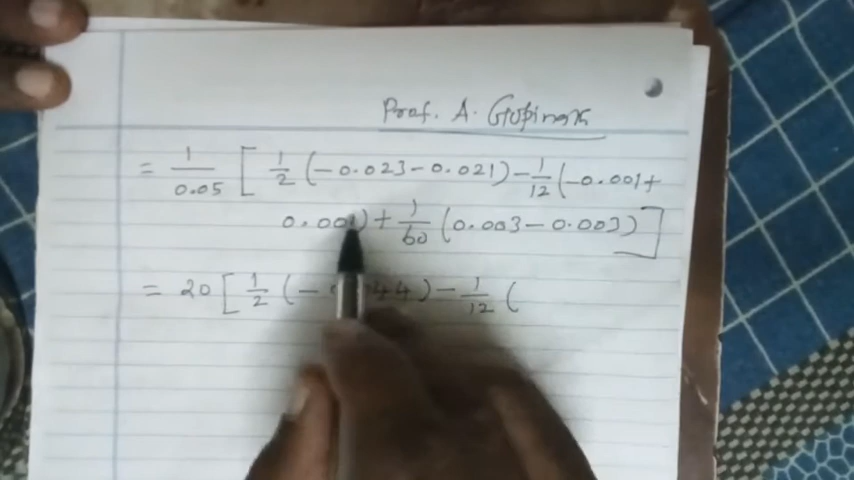 Prof. A. Gopinath
= 1/0.05 [ 1/2 (-0.023-0.021) - 1/12 (-0.001+
0.001) + 1/60 (0.003-0.003) ]
= 20 [ 1/2 (- 44) - 1/12 (